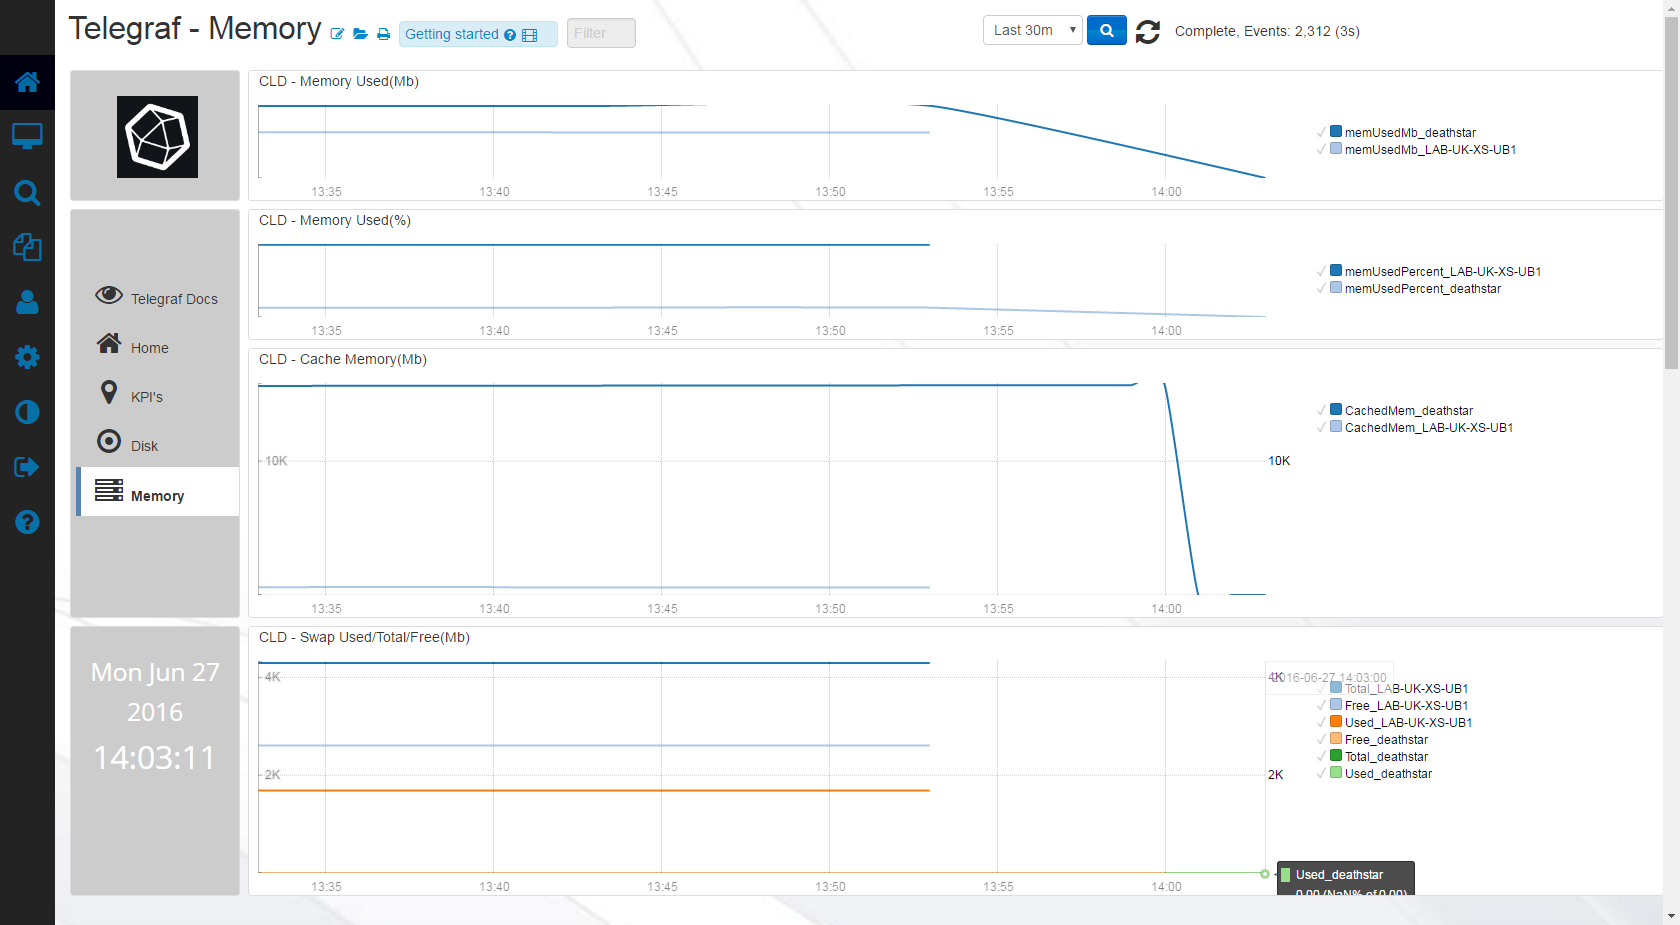 Telegraf - Memory
Getting started
Filter
Last 30m
Complete, Events: 2,312 (3s)
Telegraf Docs
Home
KPI's
Disk
Memory
Mon Jun 27
2016
14:03:11
CLD - Memory Used(Mb)
13:35 13:40 13:45 13:50 13:55 14:00
memUsedMb_deathstar
memUsedMb_LAB-UK-XS-UB1
CLD - Memory Used(%)
13:35 13:40 13:45 13:50 13:55 14:00
memUsedPercent_LAB-UK-XS-UB1
memUsedPercent_deathstar
CLD - Cache Memory(Mb)
10K 10K
13:35 13:40 13:45 13:50 13:55 14:00
CachedMem_deathstar
CachedMem_LAB-UK-XS-UB1
CLD - Swap Used/Total/Free(Mb)
4K 4K
2K 2K
13:35 13:40 13:45 13:50 13:55 14:00
2016-06-27 14:03:00
Total_LAB-UK-XS-UB1
Free_LAB-UK-XS-UB1
Used_LAB-UK-XS-UB1
Free_deathstar
Total_deathstar
Used_deathstar
Used_deathstar
0.00 (NaN% of 0.00)